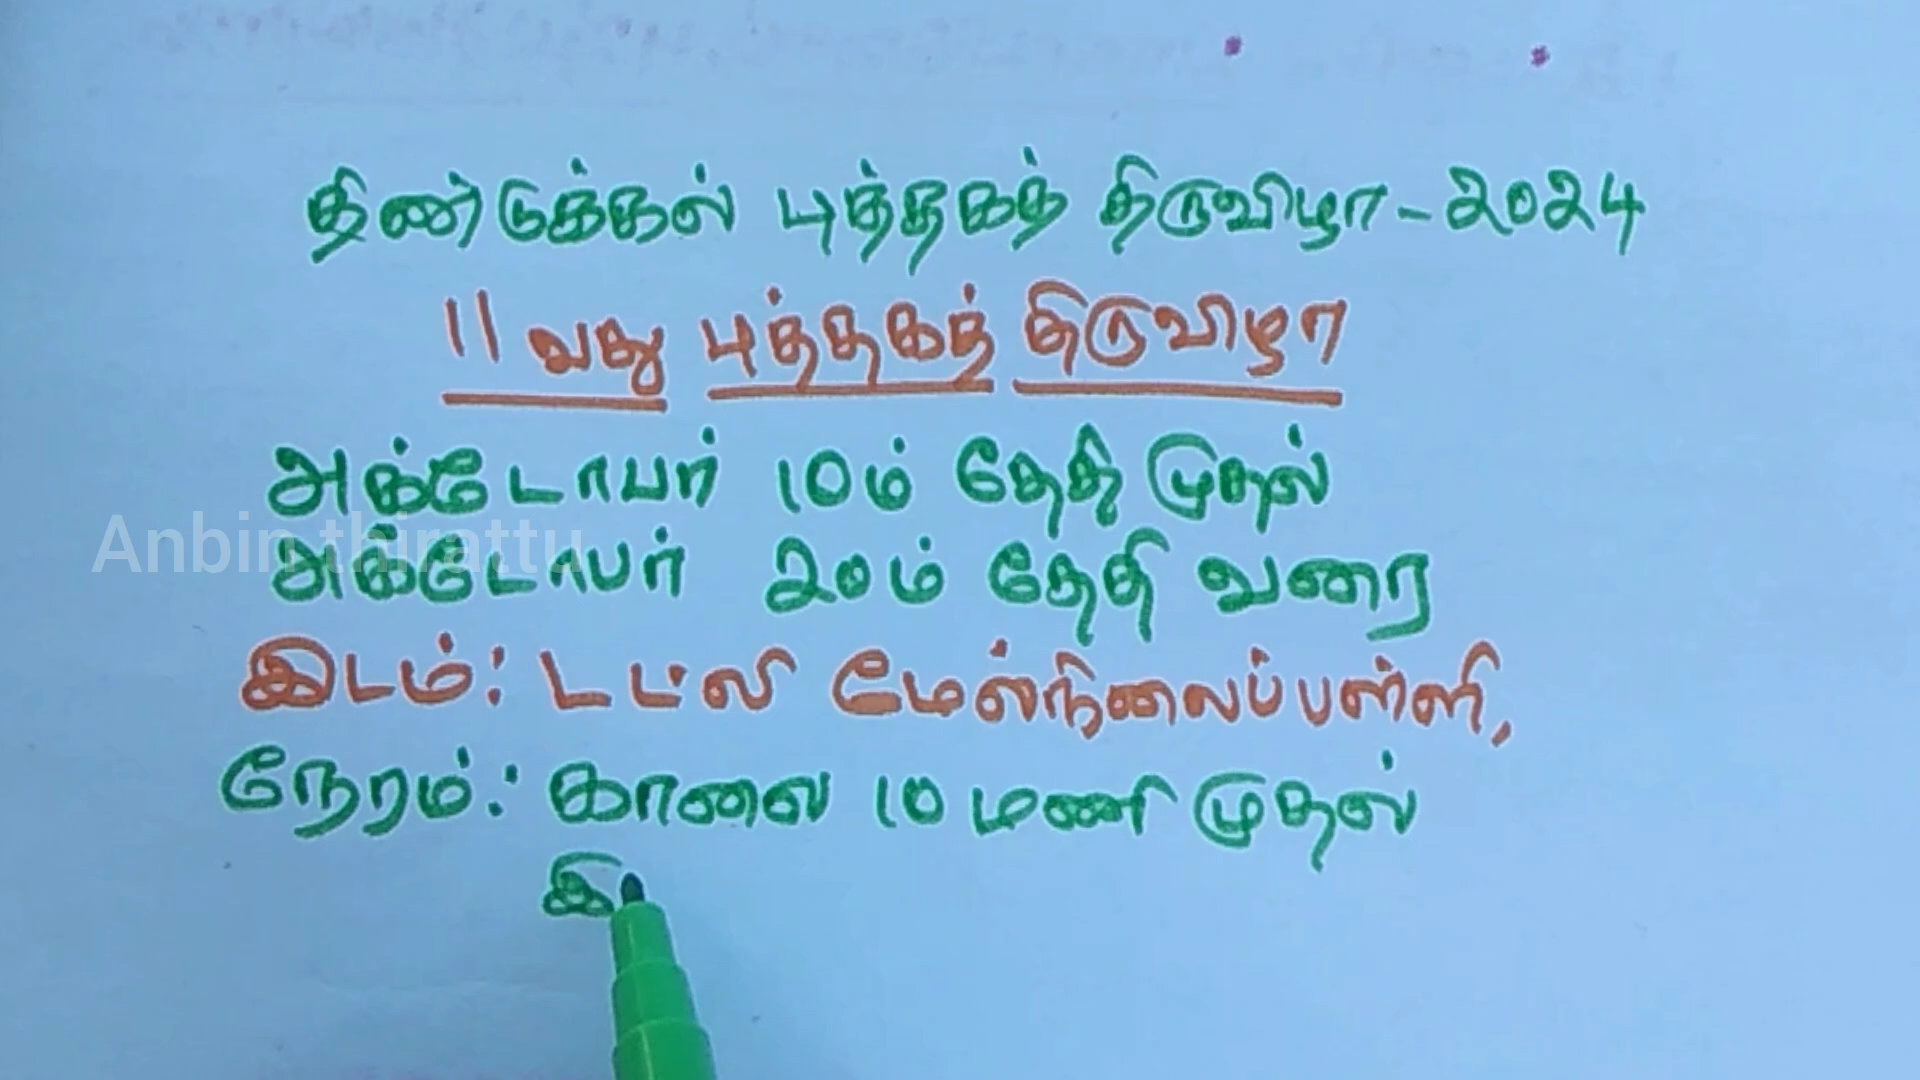 திண்டுக்கல் புத்தகத் திருவிழா-2024
11 வது புத்தகத் திருவிழா
அக்டோபர் 10ம் தேதி முதல்
Anbin thirattu
அக்டோபர் 20ம் தேதி வரை
இடம்: டட்லி மேல்நிலைப்பள்ளி,
நேரம்: காலை 10 மணி முதல்
இ